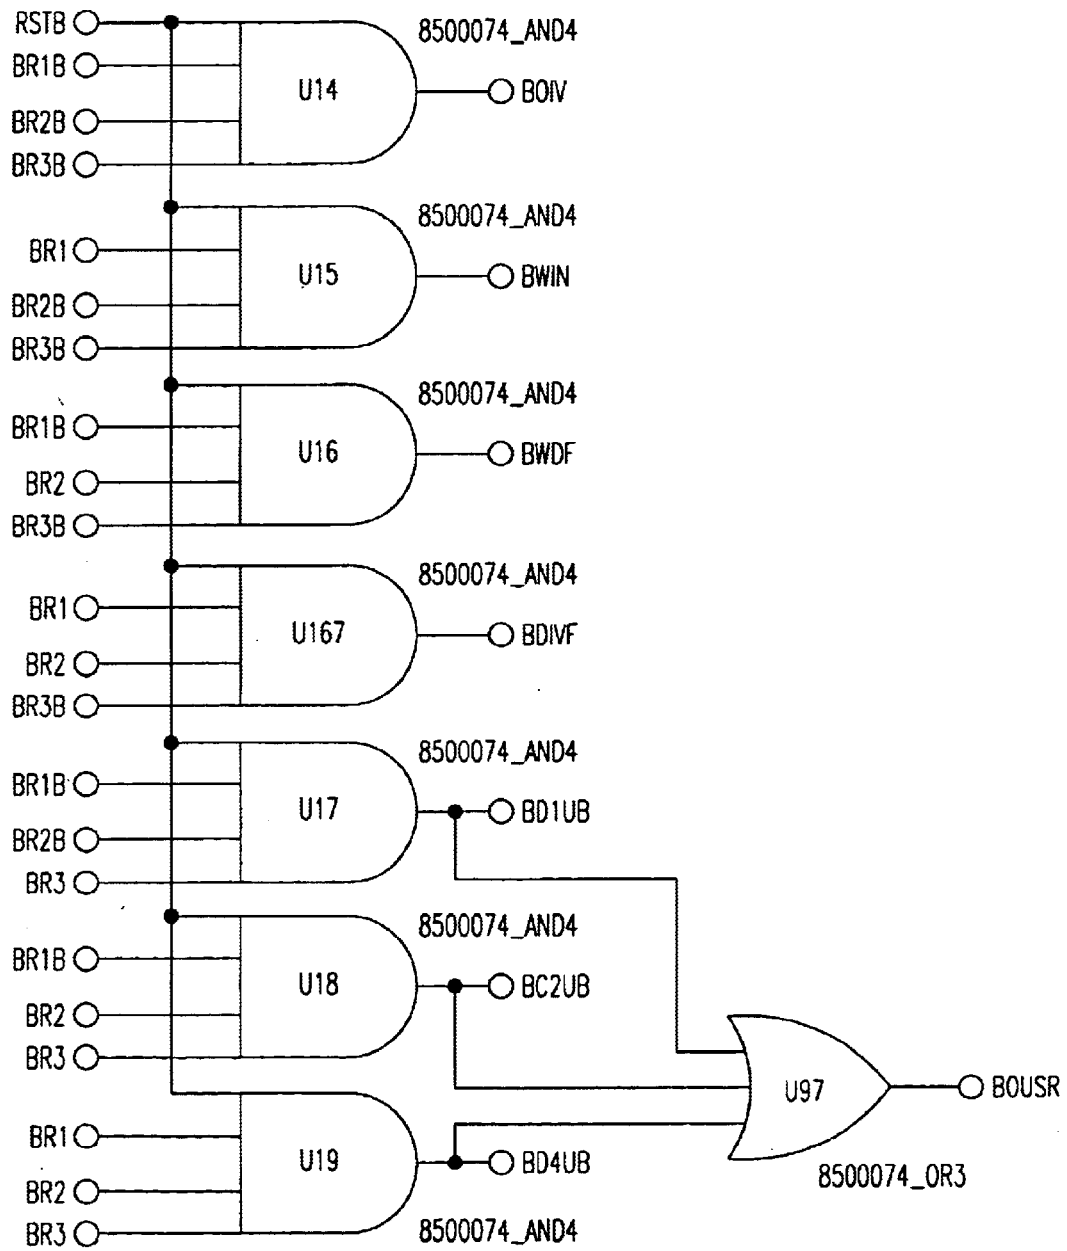 RSTB
8500074_AND4
BR1B
U14
BOIV
BR2B
BR3B
8500074_AND4
BR1
U15
BWIN
BR2B
BR3B
8500074_AND4
BR1B
U16
BWDF
BR2
BR3B
8500074_AND4
BR1
U167
BDIVF
BR2
BR3B
8500074_AND4
BR1B
U17
BD1UB
BR2B
BR3
8500074_AND4
BR1B
U18
BC2UB
BR2
BR3
U97
BOUSR
BR1
U19
BD4UB
8500074_OR3
BR2
BR3
8500074_AND4